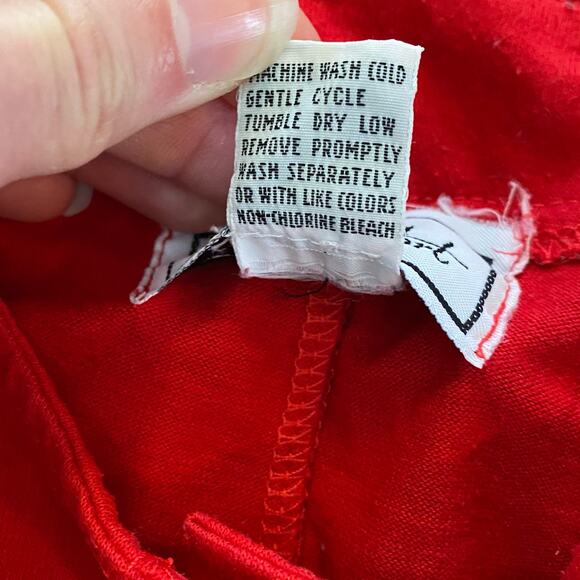 MACHINE WASH COLD
GENTLE CYCLE
TUMBLE DRY LOW
REMOVE PROMPTLY
WASH SEPARATELY
OR WITH LIKE COLORS
NON-CHLORINE BLEACH